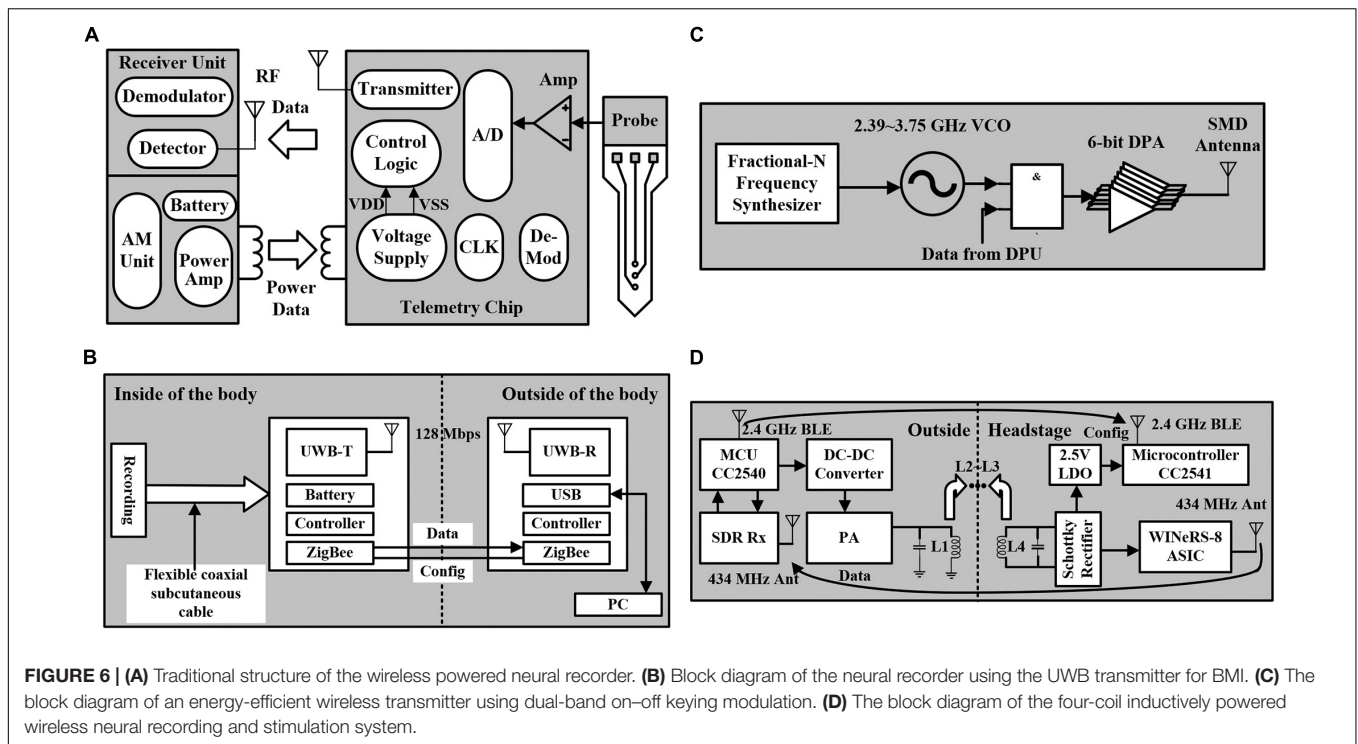 A
Receiver Unit
Demodulator
Detector
RF
Data
Battery
AM
Unit
Power
Amp
Power
Data
Transmitter
Control
Logic
VDD
VSS
Voltage
Supply
A/D
CLK
De-
Mod
Amp
+
−
Telemetry Chip
Probe
B
Inside of the body
Outside of the body
Recording
Flexible coaxial
subcutaneous
cable
UWB-T
Battery
Controller
ZigBee
128 Mbps
Data
Config
UWB-R
USB
Controller
ZigBee
PC
C
Fractional-N
Frequency
Synthesizer
2.39~3.75 GHz VCO
&
Data from DPU
6-bit DPA
SMD
Antenna
D
2.4 GHz BLE
Outside
Headstage
Config
2.4 GHz BLE
MCU
CC2540
DC-DC
Converter
L2~L3
2.5V
LDO
Microcontroller
CC2541
434 MHz Ant
SDR Rx
PA
L1
L4
Schottky
Rectifier
WINeRS-8
ASIC
434 MHz Ant
Data
FIGURE 6 | (A) Traditional structure of the wireless powered neural recorder. (B) Block diagram of the neural recorder using the UWB transmitter for BMI. (C) The
block diagram of an energy-efficient wireless transmitter using dual-band on–off keying modulation. (D) The block diagram of the four-coil inductively powered
wireless neural recording and stimulation system.